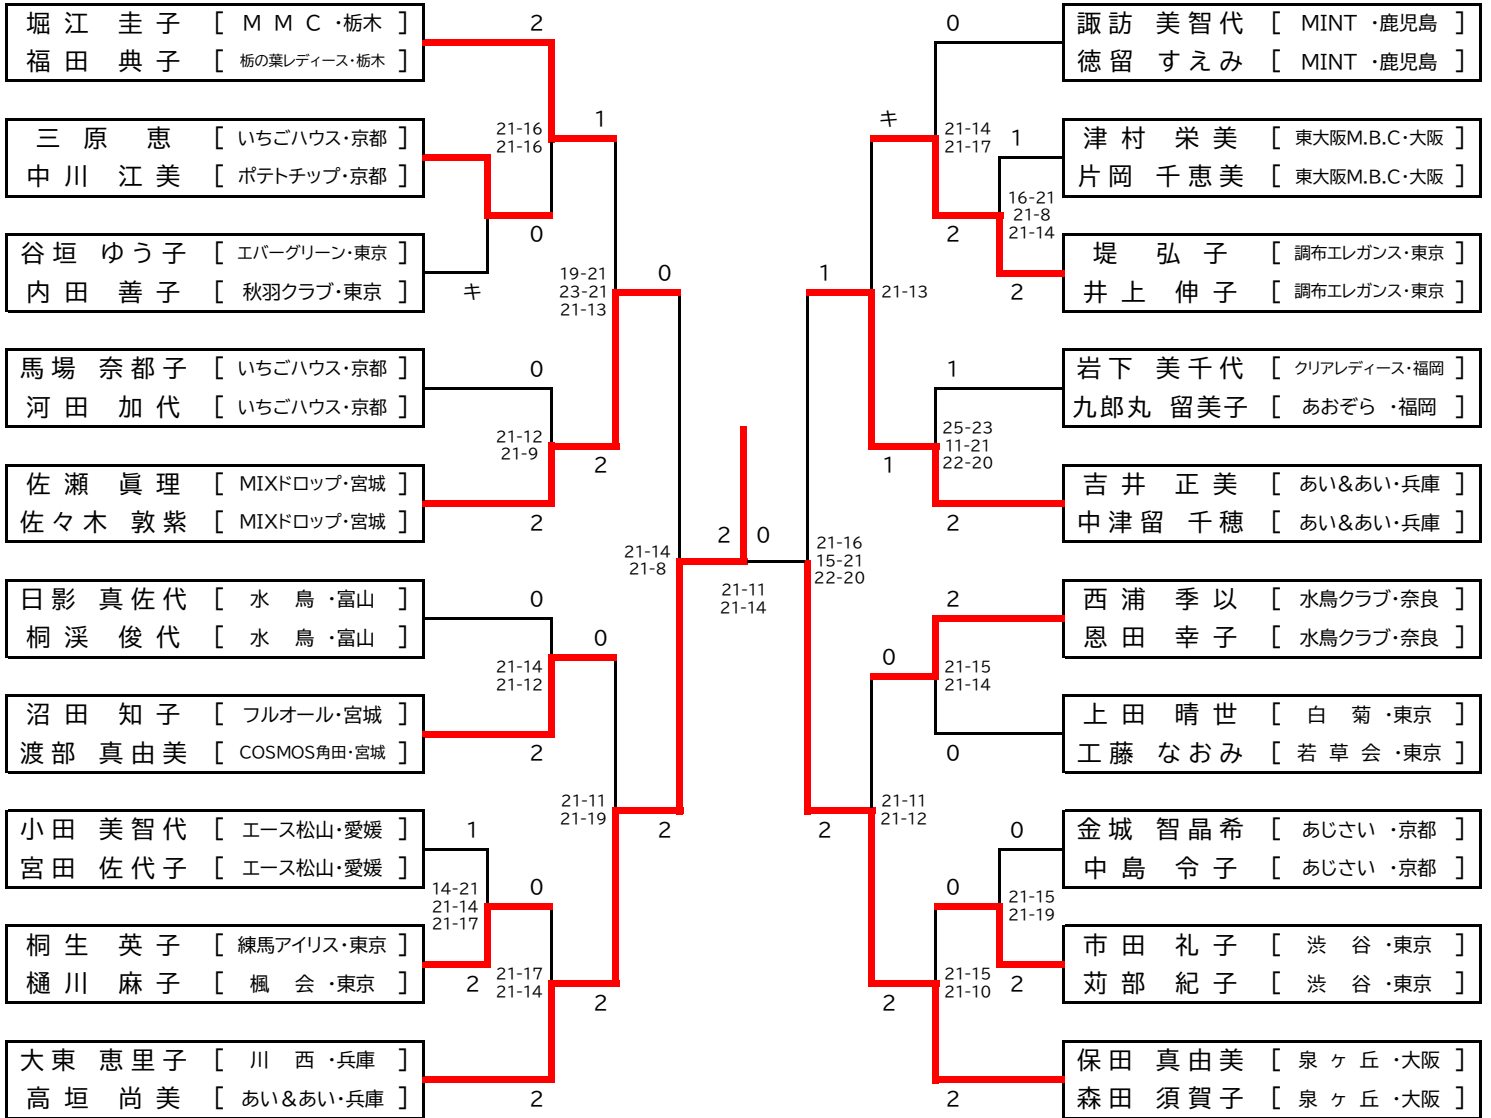 堀江 圭子 [ M M C ・栃木 ]
福田 典子 [ 栃の葉レディース・栃木 ]
三原 恵 [ いちごハウス・京都 ]
中川 江美 [ ポテトチップ・京都 ]
谷垣 ゆう子 [ エバーグリーン・東京 ]
内田 善子 [ 秋羽クラブ・東京 ]
馬場 奈都子 [ いちごハウス・京都 ]
河田 加代 [ いちごハウス・京都 ]
佐瀬 眞理 [ MIXドロップ・宮城 ]
佐々木 敦紫 [ MIXドロップ・宮城 ]
日影 真佐代 [ 水 鳥 ・富山 ]
桐渓 俊代 [ 水 鳥 ・富山 ]
沼田 知子 [ フルオール・宮城 ]
渡部 真由美 [ COSMOS角田・宮城 ]
小田 美智代 [ エース松山・愛媛 ]
宮田 佐代子 [ エース松山・愛媛 ]
桐生 英子 [ 練馬アイリス・東京 ]
樋川 麻子 [ 楓 会 ・東京 ]
大東 恵里子 [ 川 西 ・兵庫 ]
高垣 尚美 [ あい&あい・兵庫 ]
2
21-16
21-16
0
キ
1
19-21
23-21
21-13
0
21-12
21-9
2
2
0
0
21-14
21-12
2
0
21-11
21-19
1
14-21
21-14
21-17
2
0
21-17
21-14
2
2
2
21-14
21-8
2
0
21-11
21-14
諏訪 美智代 [ MINT ・鹿児島 ]
徳留 すえみ [ MINT ・鹿児島 ]
津村 栄美 [ 東大阪M.B.C・大阪 ]
片岡 千恵美 [ 東大阪M.B.C・大阪 ]
堤 弘子 [ 調布エレガンス・東京 ]
井上 伸子 [ 調布エレガンス・東京 ]
岩下 美千代 [ クリアレディース・福岡 ]
九郎丸 留美子 [ あおぞら ・福岡 ]
吉井 正美 [ あい&あい・兵庫 ]
中津留 千穂 [ あい&あい・兵庫 ]
西浦 季以 [ 水鳥クラブ・奈良 ]
恩田 幸子 [ 水鳥クラブ・奈良 ]
上田 晴世 [ 白 菊 ・東京 ]
工藤 なおみ [ 若 草 会 ・東京 ]
金城 智晶希 [ あじさい ・京都 ]
中島 令子 [ あじさい ・京都 ]
市田 礼子 [ 渋 谷 ・東京 ]
苅部 紀子 [ 渋 谷 ・東京 ]
保田 真由美 [ 泉 ヶ 丘 ・大阪 ]
森田 須賀子 [ 泉 ヶ 丘 ・大阪 ]
0
キ
21-14
21-17
1
16-21
21-8
21-14
2
2
1
21-13
1
25-23
11-21
22-20
1
2
21-16
15-21
22-20
2
0
21-15
21-14
0
21-11
21-12
2
0
0
21-15
21-19
2
21-15
21-10
2
2